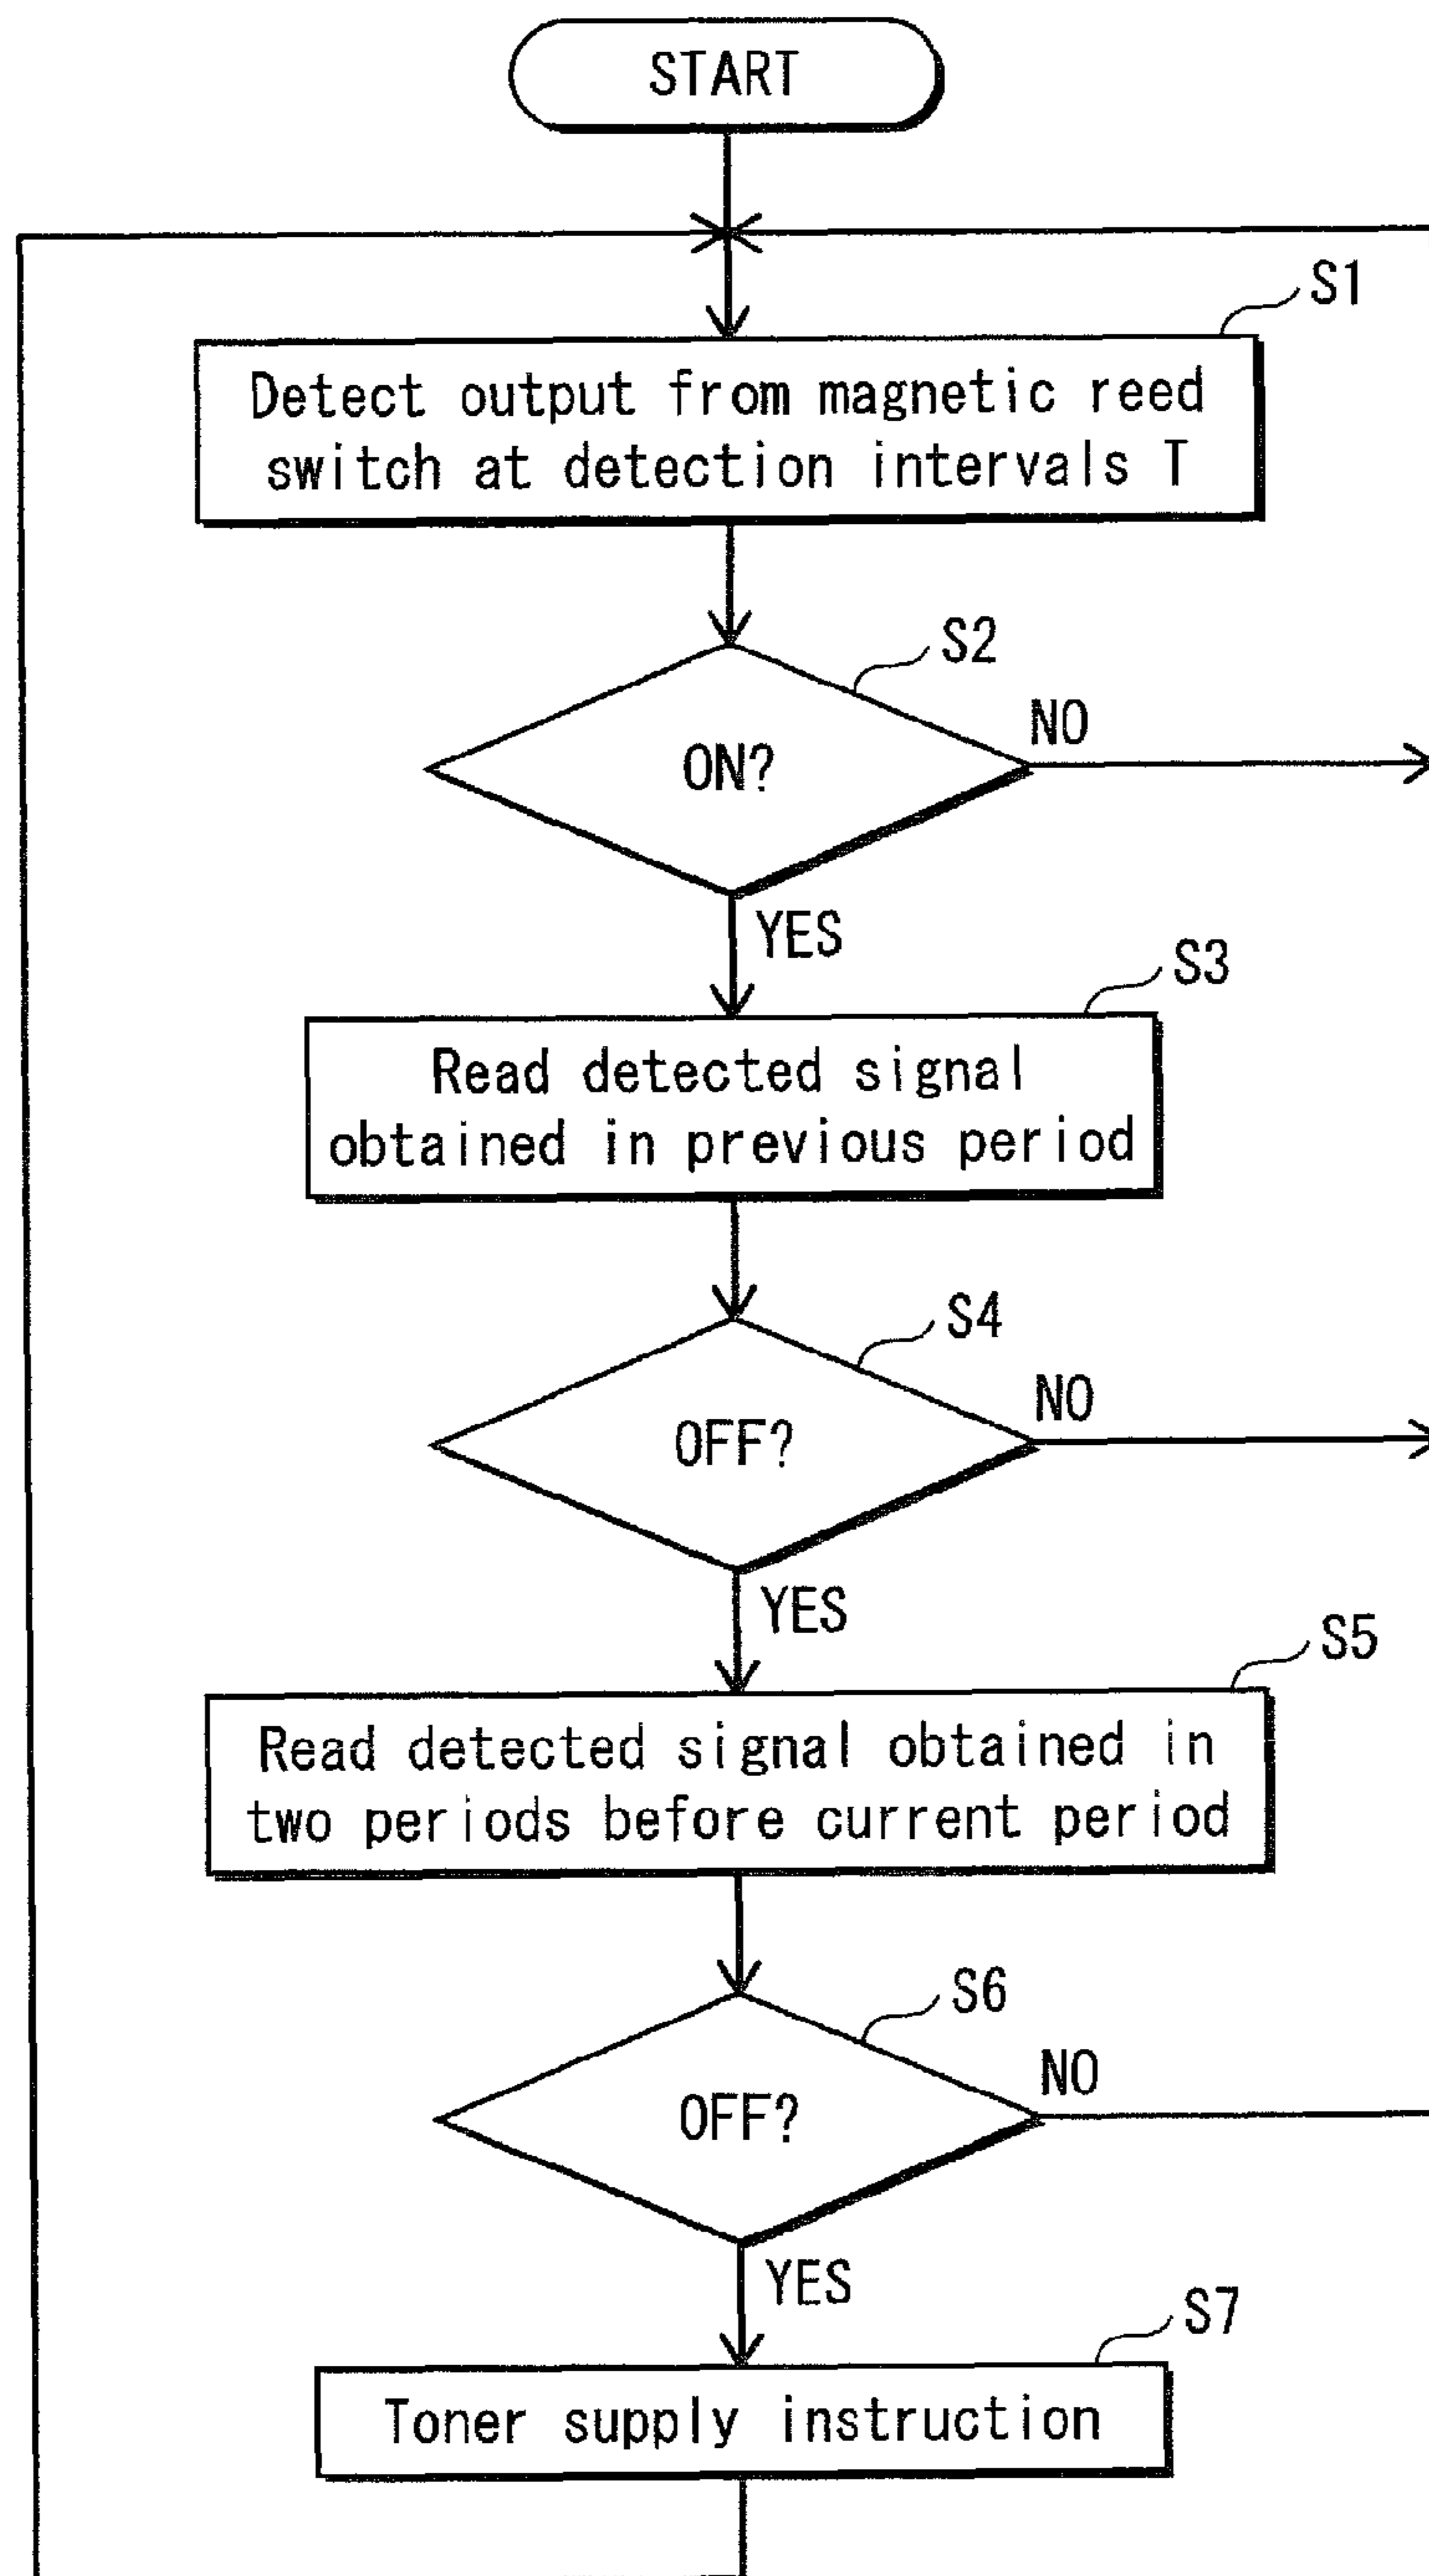 START
S1
Detect output from magnetic reed
switch at detection intervals T
S2
ON?
NO
YES
S3
Read detected signal
obtained in previous period
S4
OFF?
NO
YES
S5
Read detected signal obtained in
two periods before current period
S6
OFF?
NO
YES
S7
Toner supply instruction